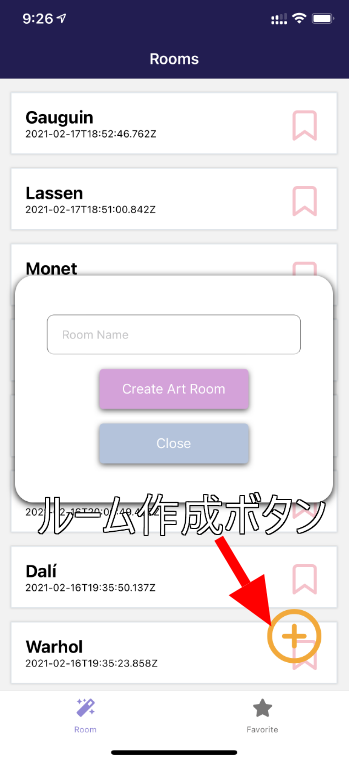 9:26
Rooms
Gauguin
2021-02-17T18:52:46.762Z
Lassen
2021-02-17T18:51:00.842Z
Monet
Room Name
Create Art Room
Close
ルーム作成ボタン
Dalí
2021-02-16T19:35:50.137Z
Warhol
2021-02-16T19:35:23.858Z
Room
Favorite